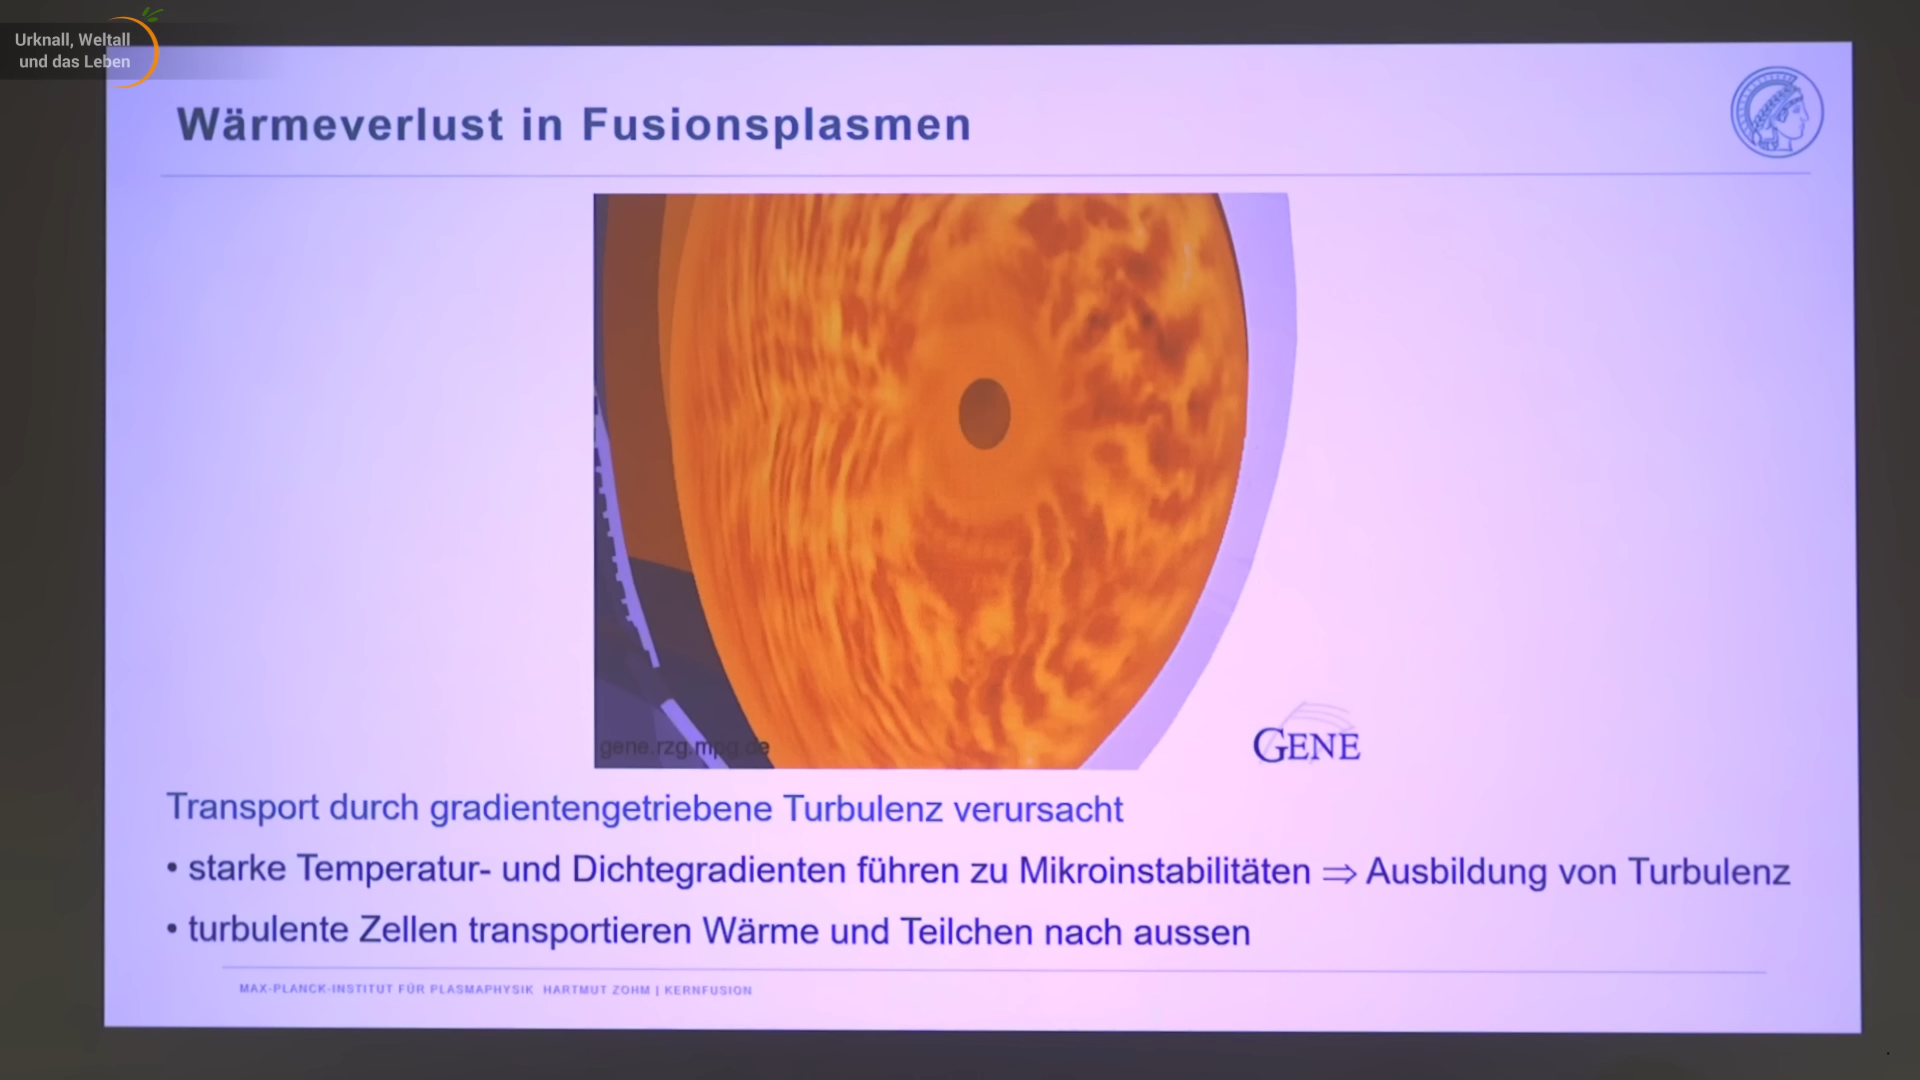 Urknall, Weltall
und das Leben
Wärmeverlust in Fusionsplasmen
gene.rzg.mpg.de
GENE
Transport durch gradientengetriebene Turbulenz verursacht
• starke Temperatur- und Dichtegradienten führen zu Mikroinstabilitäten ⇒ Ausbildung von Turbulenz
• turbulente Zellen transportieren Wärme und Teilchen nach aussen
MAX-PLANCK-INSTITUT FÜR PLASMAPHYSIK HARTMUT ZOHM | KERNFUSION